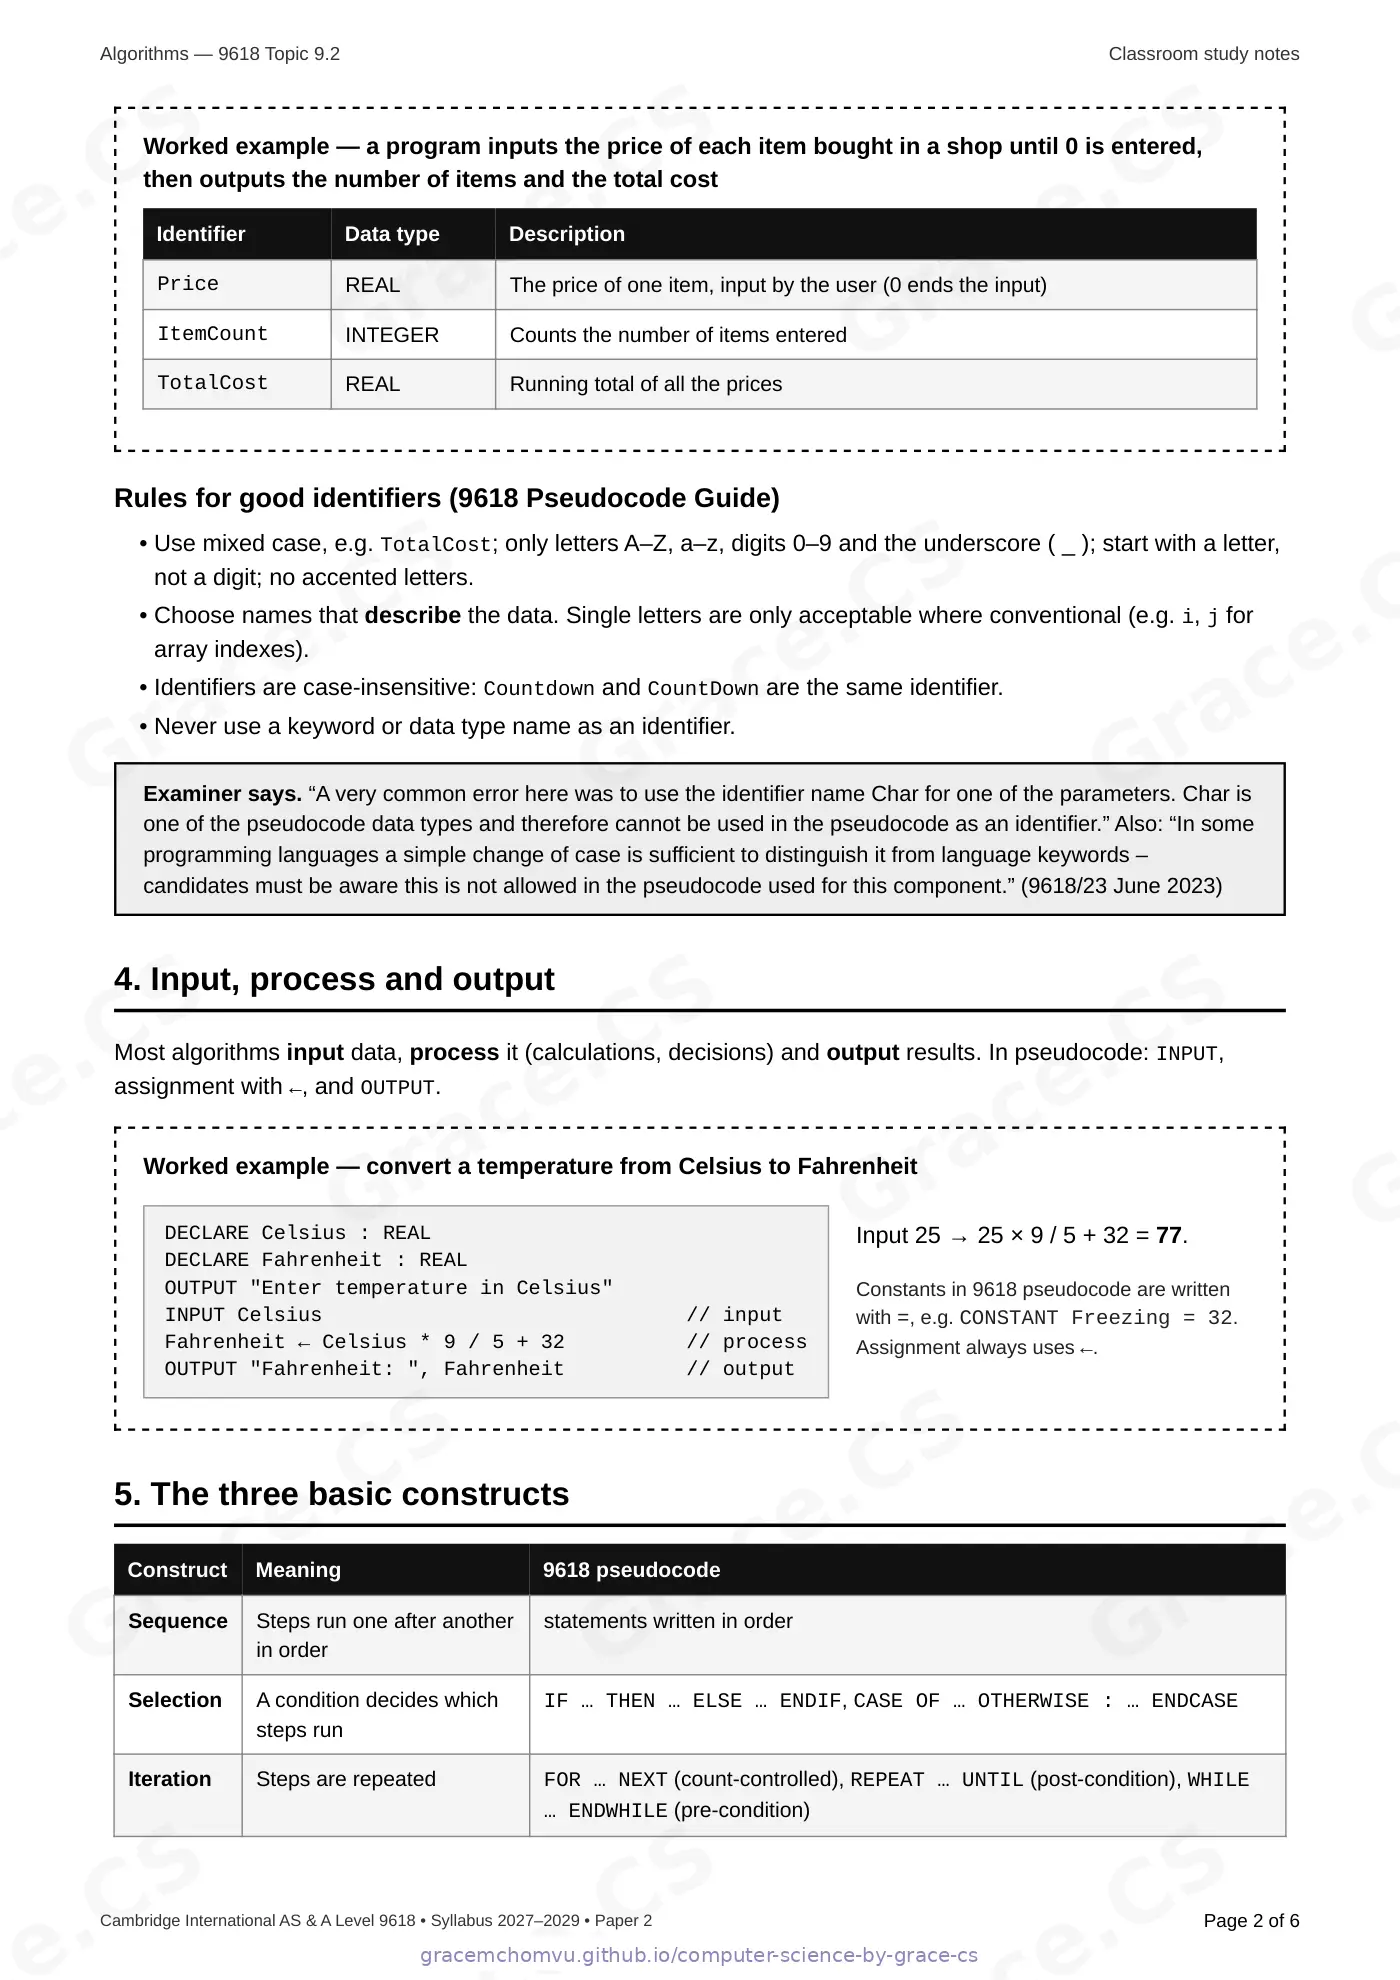 Algorithms — 9618 Topic 9.2
Classroom study notes
Worked example — a program inputs the price of each item bought in a shop until 0 is entered,
then outputs the number of items and the total cost
Identifier Data type Description
Price REAL The price of one item, input by the user (0 ends the input)
ItemCount INTEGER Counts the number of items entered
TotalCost REAL Running total of all the prices
Rules for good identifiers (9618 Pseudocode Guide)
• Use mixed case, e.g. TotalCost; only letters A–Z, a–z, digits 0–9 and the underscore ( _ ); start with a letter,
not a digit; no accented letters.
• Choose names that describe the data. Single letters are only acceptable where conventional (e.g. i, j for
array indexes).
• Identifiers are case-insensitive: Countdown and CountDown are the same identifier.
• Never use a keyword or data type name as an identifier.
Examiner says. “A very common error here was to use the identifier name Char for one of the parameters. Char is
one of the pseudocode data types and therefore cannot be used in the pseudocode as an identifier.” Also: “In some
programming languages a simple change of case is sufficient to distinguish it from language keywords –
candidates must be aware this is not allowed in the pseudocode used for this component.” (9618/23 June 2023)
4. Input, process and output
Most algorithms input data, process it (calculations, decisions) and output results. In pseudocode: INPUT,
assignment with ←, and OUTPUT.
Worked example — convert a temperature from Celsius to Fahrenheit
DECLARE Celsius : REAL
DECLARE Fahrenheit : REAL
OUTPUT "Enter temperature in Celsius"
INPUT Celsius // input
Fahrenheit ← Celsius * 9 / 5 + 32 // process
OUTPUT "Fahrenheit: ", Fahrenheit // output
Input 25 → 25 × 9 / 5 + 32 = 77.
Constants in 9618 pseudocode are written
with =, e.g. CONSTANT Freezing = 32.
Assignment always uses ←.
5. The three basic constructs
Construct Meaning 9618 pseudocode
Sequence Steps run one after another statements written in order
in order
Selection A condition decides which IF … THEN … ELSE … ENDIF, CASE OF … OTHERWISE : … ENDCASE
steps run
Iteration Steps are repeated FOR … NEXT (count-controlled), REPEAT … UNTIL (post-condition), WHILE
… ENDWHILE (pre-condition)
Cambridge International AS & A Level 9618 • Syllabus 2027–2029 • Paper 2
Page 2 of 6
gracemchomvu.github.io/computer-science-by-grace-cs
Grace.CS